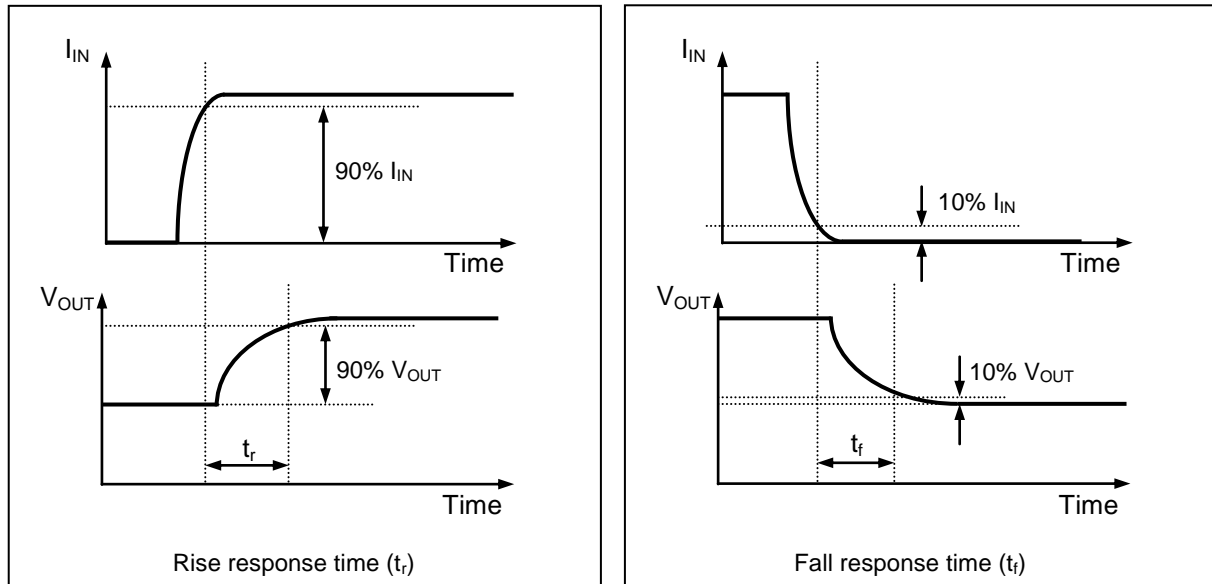 I_IN
90% I_IN
Time
V_OUT
90% V_OUT
t_r
Time
Rise response time (t_r)
I_IN
10% I_IN
Time
V_OUT
10% V_OUT
t_f
Time
Fall response time (t_f)